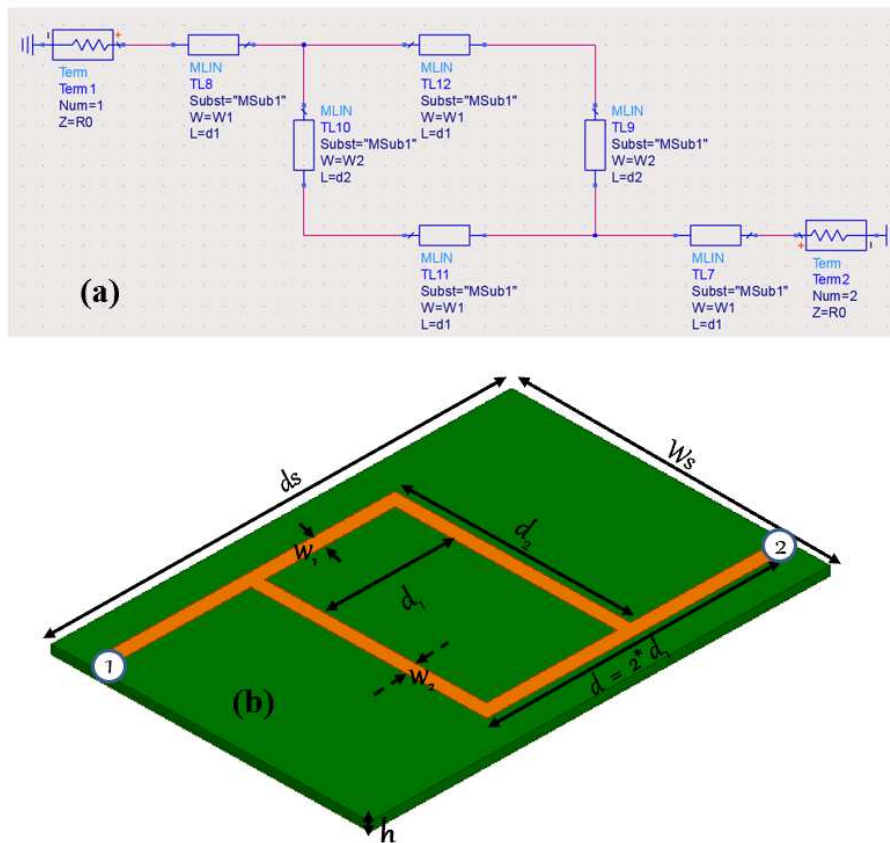 Term
Term1
Num=1
Z=R0
MLIN
TL8
Subst="MSub1"
W=W1
L=d1
MLIN
TL12
Subst="MSub1"
W=W1
L=d1
MLIN
TL10
Subst="MSub1"
W=W2
L=d2
MLIN
TL9
Subst="MSub1"
W=W2
L=d2
MLIN
TL11
Subst="MSub1"
W=W1
L=d1
MLIN
TL7
Subst="MSub1"
W=W1
L=d1
Term
Term2
Num=2
Z=R0
(a)
ds
Ws
W₁
d₂
d₁
2
1
W₂
d = 2* d₁
(b)
h